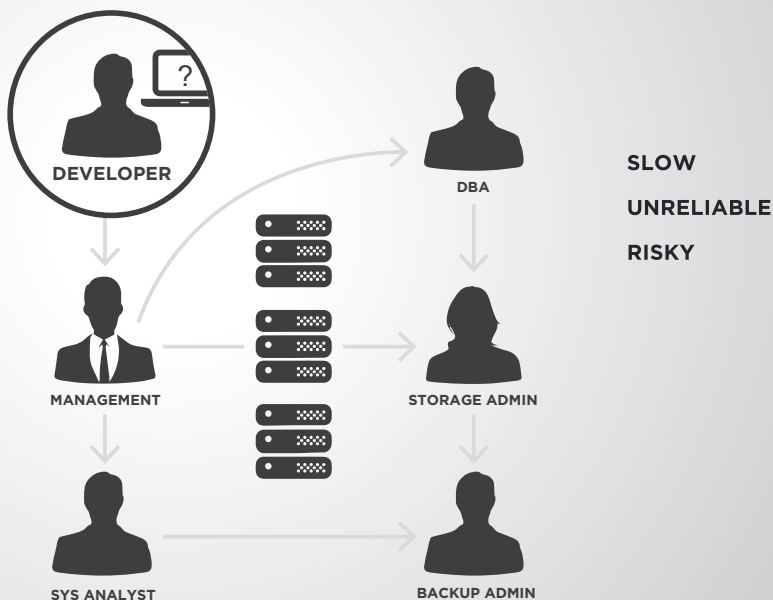 ?
DEVELOPER
DBA
SLOW
UNRELIABLE
RISKY
MANAGEMENT
STORAGE ADMIN
SYS ANALYST
BACKUP ADMIN